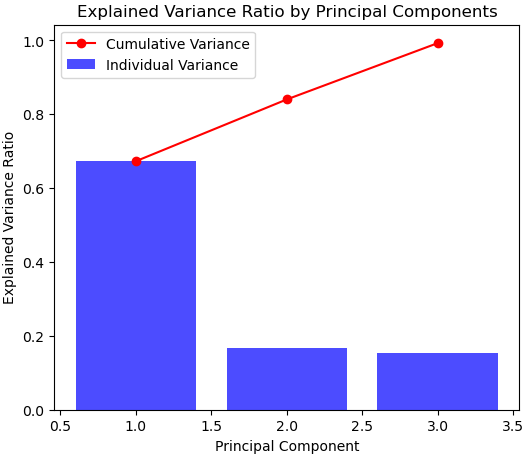 Explained Variance Ratio by Principal Components
Cumulative Variance
Individual Variance
Explained Variance Ratio
1.0
0.8
0.6
0.4
0.2
0.0
0.5 1.0 1.5 2.0 2.5 3.0 3.5
Principal Component